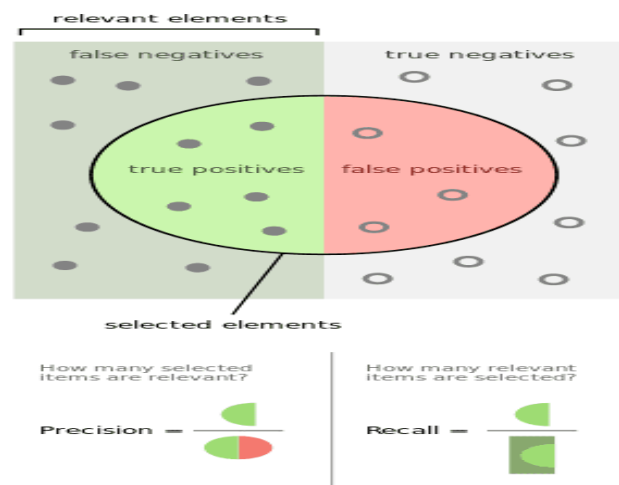 relevant elements
false negatives
true negatives
true positives
false positives
selected elements
How many selected
items are relevant?
How many relevant
items are selected?
Precision =
Recall =